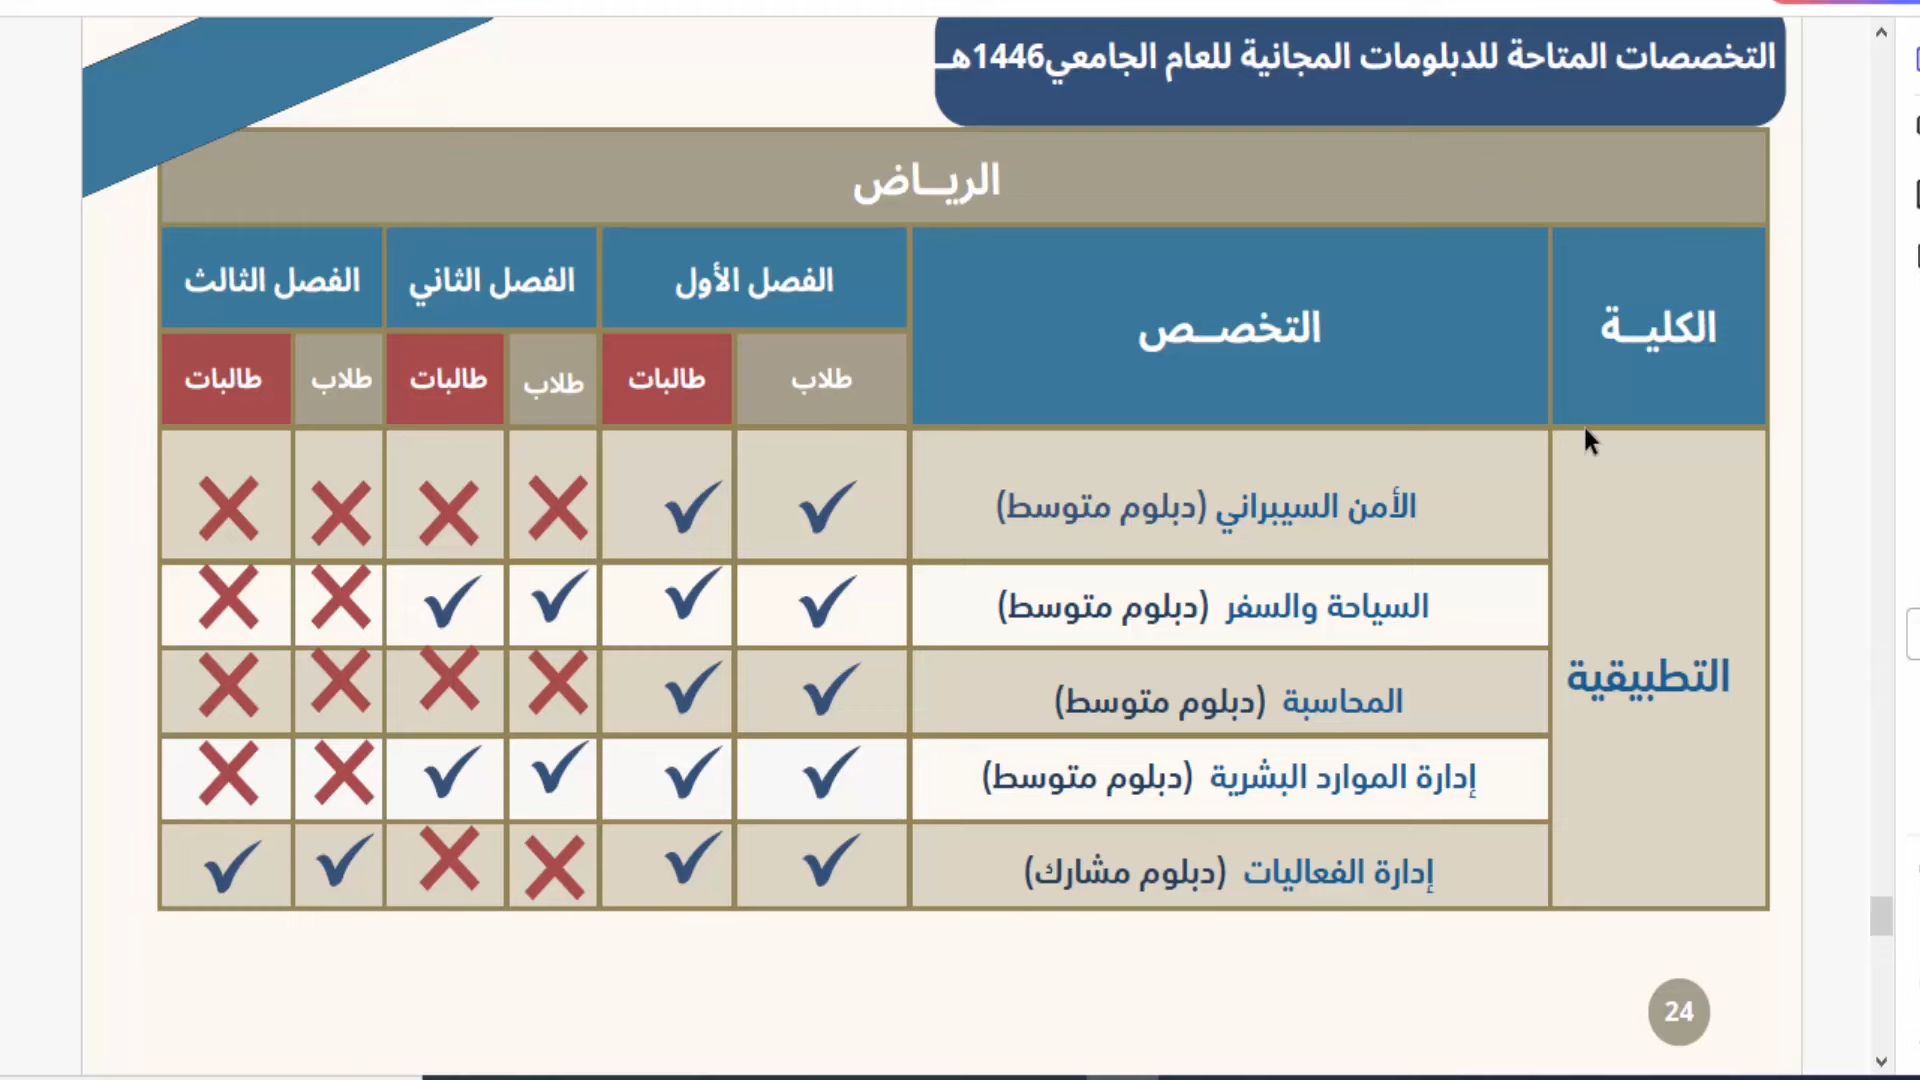 التخصصات المتاحة للدبلومات المجانية للعام الجامعي1446هـ
الريــاض
الكليــة
التخصــص
الفصل الأول
الفصل الثاني
الفصل الثالث
طلاب
طالبات
طلاب
طالبات
طلاب
طالبات
التطبيقية
الأمن السيبراني (دبلوم متوسط)
السياحة والسفر (دبلوم متوسط)
المحاسبة (دبلوم متوسط)
إدارة الموارد البشرية (دبلوم متوسط)
إدارة الفعاليات (دبلوم مشارك)
24